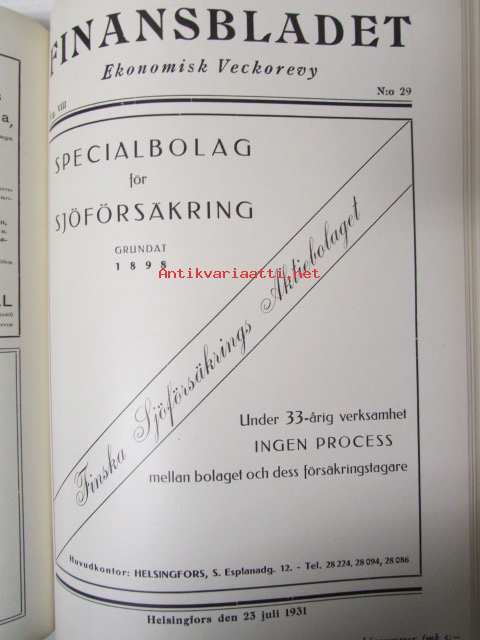 FINANSBLADET
Ekonomisk Veckorevy
VIII
N:o 29
SPECIALBOLAG
för
SJÖFÖRSÄKRING
GRUNDAT
1898
Antikvariaatti.net
Finska Sjöförsäkrings Aktiebolaget
Under 33-årig verksamhet
INGEN PROCESS
mellan bolaget och dess försäkringstagare
Huvudkontor: HELSINGFORS, S. Esplanadg. 12. - Tel. 28 224, 28 094, 28 086
Helsingfors den 23 juli 1931